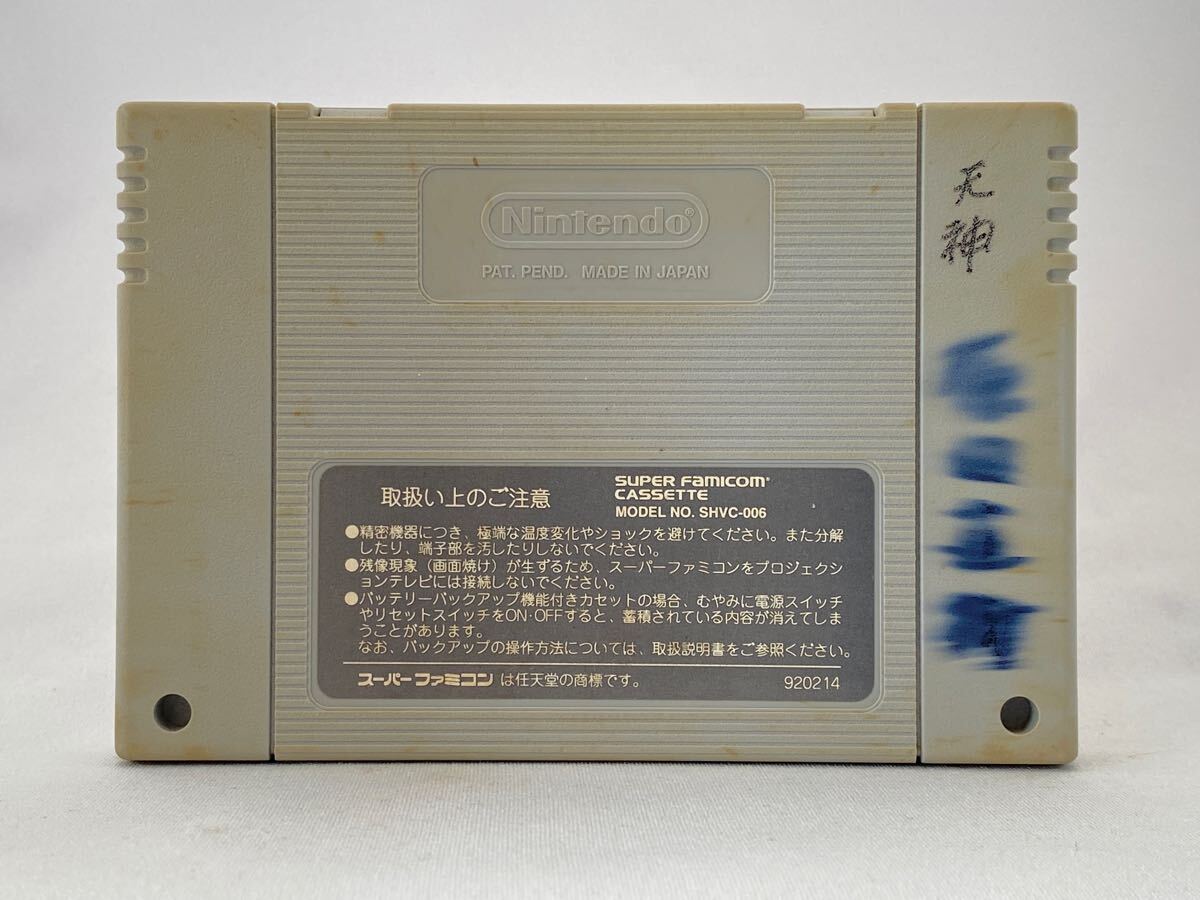 Nintendo®
PAT. PEND. MADE IN JAPAN
天神
取扱い上のご注意
SUPER FAMICOM®
CASSETTE
MODEL NO. SHVC-006
●精密機器につき、極端な温度変化やショックを避けてください。また分解
したり、端子部を汚したりしないでください。
●残像現象（画面焼け）が生ずるため、スーパーファミコンをプロジェクシ
ョンテレビには接続しないでください。
●バッテリーバックアップ機能付きカセットの場合、むやみに電源スイッチ
やリセットスイッチをON・OFFすると、蓄積されている内容が消えてしま
うことがあります。
なお、バックアップの操作方法については、取扱説明書をご参照ください。
スーパーファミコンは任天堂の商標です。
920214